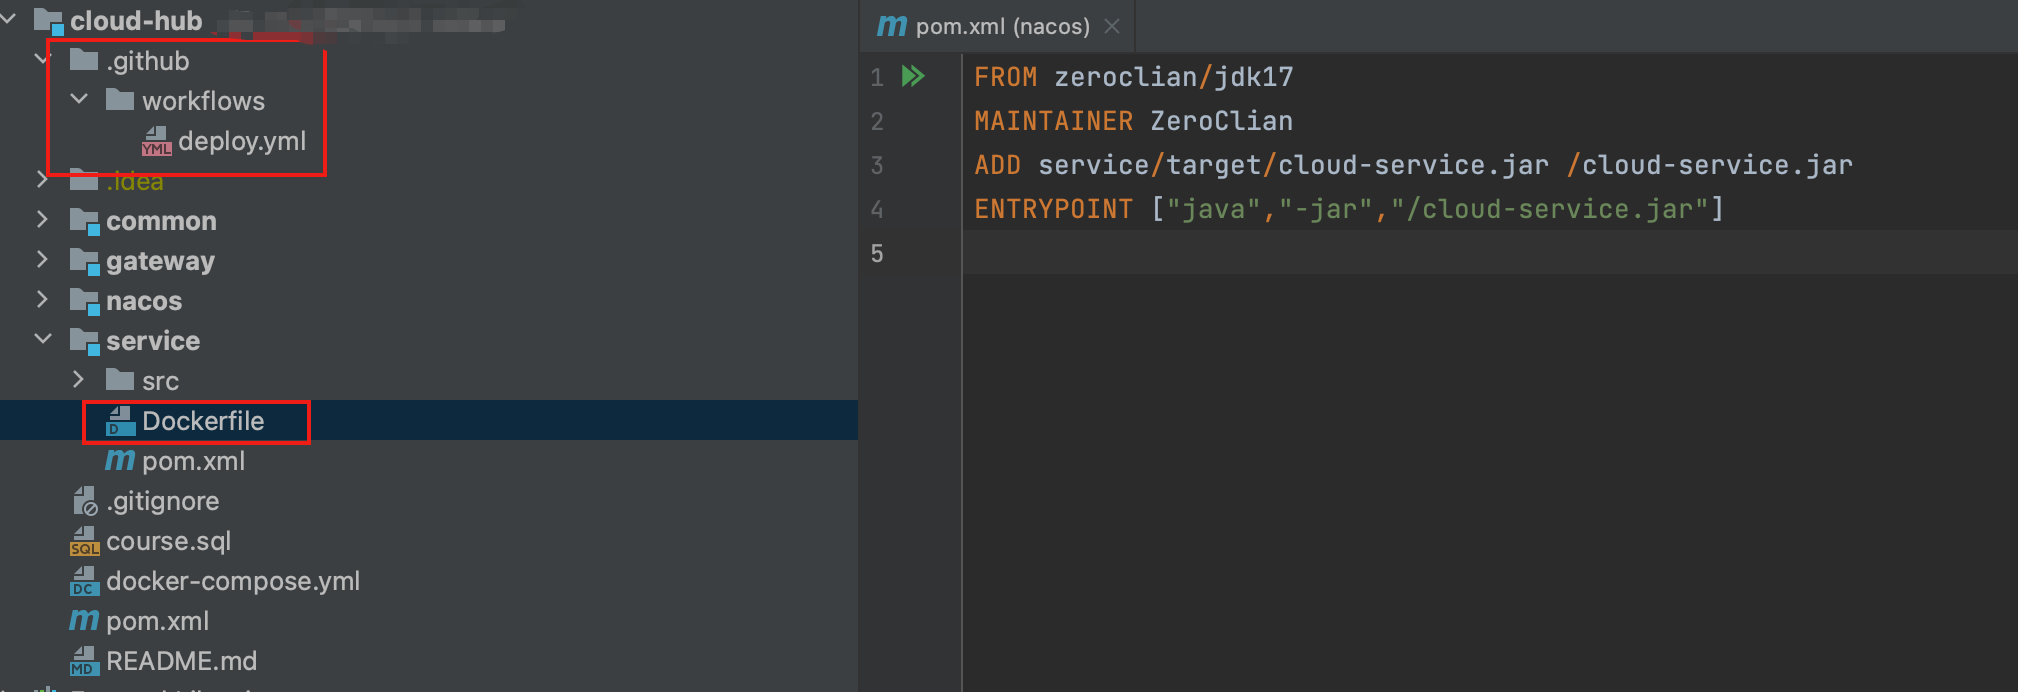 cloud-hub
.github
workflows
YML deploy.yml
.idea
common
gateway
nacos
service
src
D Dockerfile
m pom.xml
.gitignore
SQL course.sql
DC docker-compose.yml
m pom.xml
MD README.md
m pom.xml (nacos)
1 FROM zeroclian/jdk17
2 MAINTAINER ZeroClian
3 ADD service/target/cloud-service.jar /cloud-service.jar
4 ENTRYPOINT ["java","-jar","/cloud-service.jar"]
5